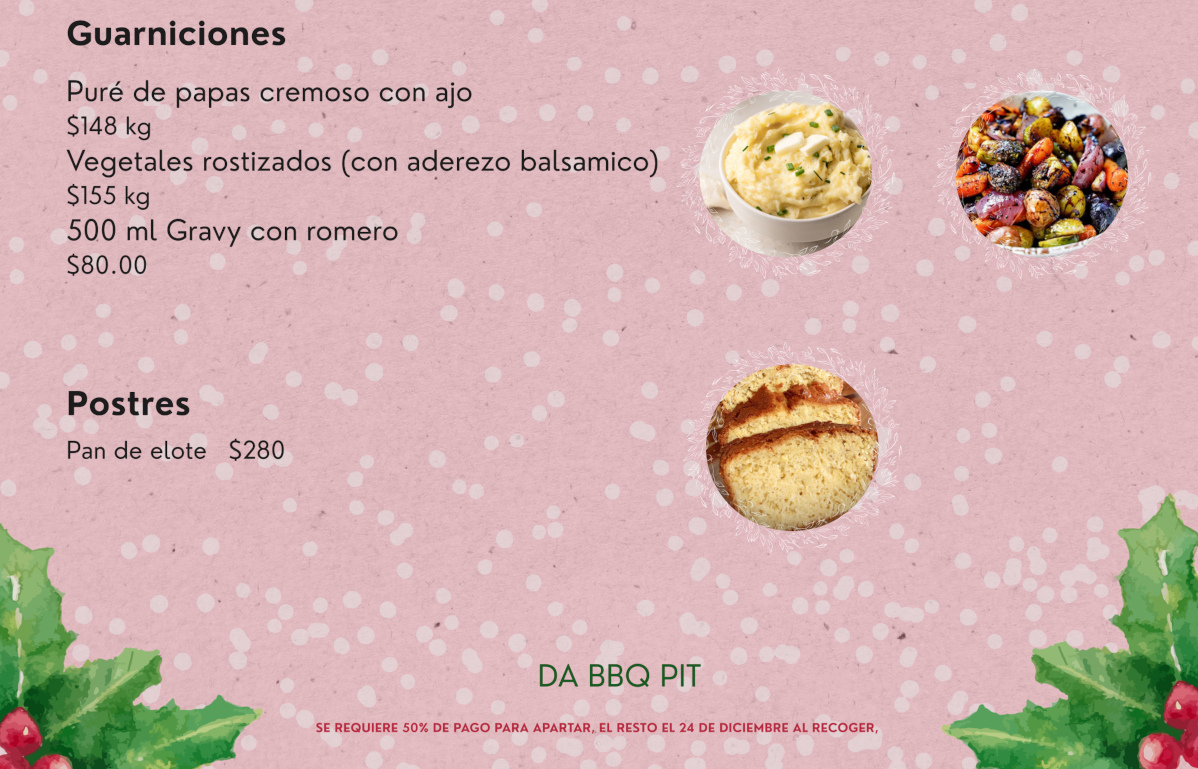 Guarniciones
Puré de papas cremoso con ajo
$148 kg
Vegetales rostizados (con aderezo balsamico)
$155 kg
500 ml Gravy con romero
$80.00
Postres
Pan de elote $280
DA BBQ PIT
SE REQUIERE 50% DE PAGO PARA APARTAR, EL RESTO EL 24 DE DICIEMBRE AL RECOGER,